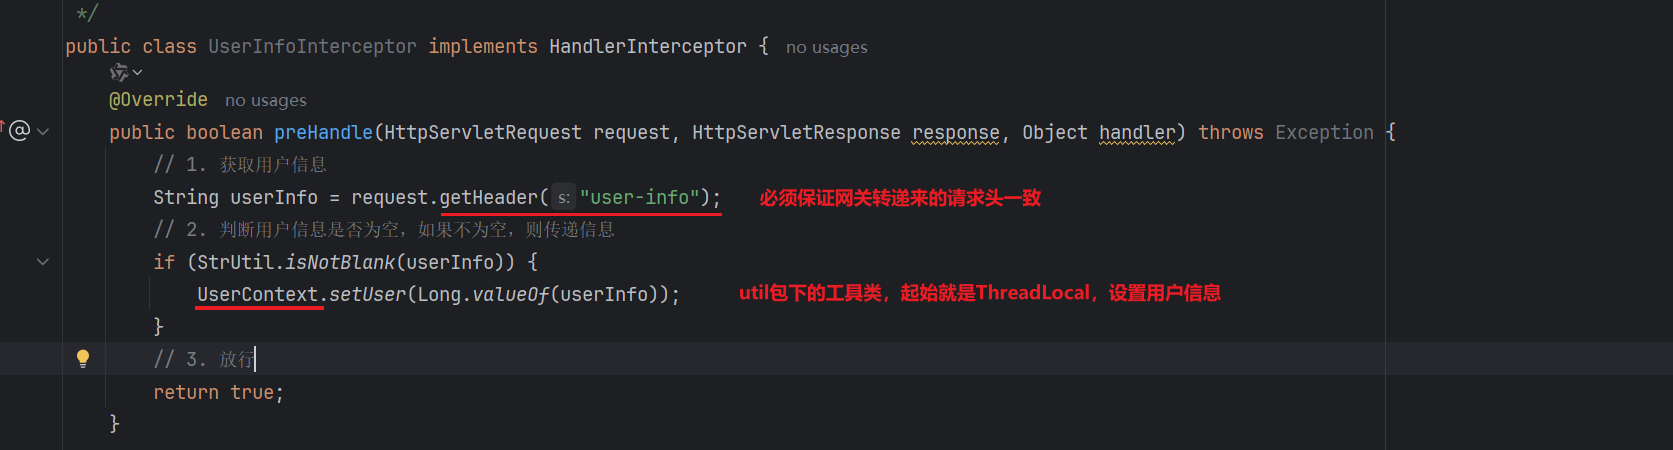 */
public class UserInfoInterceptor implements HandlerInterceptor { no usages
@Override no usages
public boolean preHandle(HttpServletRequest request, HttpServletResponse response, Object handler) throws Exception {
// 1. 获取用户信息
String userInfo = request.getHeader( s: "user-info"); 必须保证网关转递来的请求头一致
// 2. 判断用户信息是否为空，如果不为空，则传递信息
if (StrUtil.isNotBlank(userInfo)) {
UserContext.setUser(Long.valueOf(userInfo)); util包下的工具类，起始就是ThreadLocal，设置用户信息
}
// 3. 放行
return true;
}